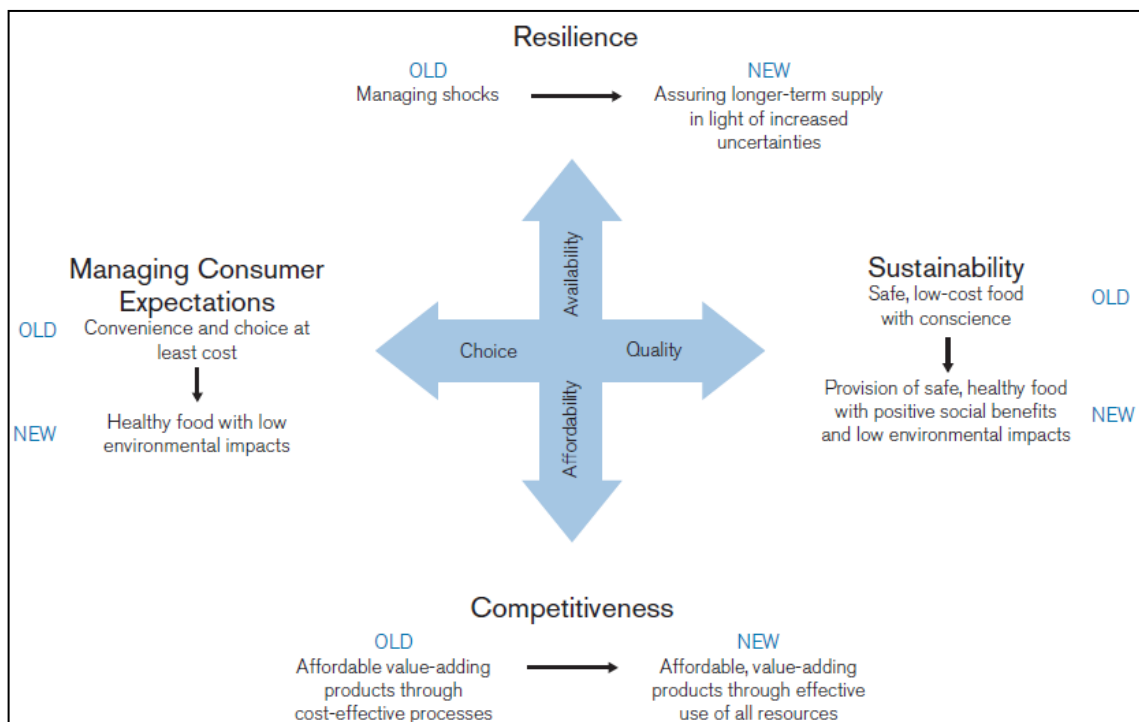 Resilience
OLD
Managing shocks
NEW
Assuring longer-term supply
in light of increased
uncertainties
Managing Consumer
Expectations
OLD
Convenience and choice at
least cost
NEW
Healthy food with low
environmental impacts
Availability
Choice
Quality
Affordability
Sustainability
Safe, low-cost food
with conscience
OLD
Provision of safe, healthy food
with positive social benefits
and low environmental impacts
NEW
Competitiveness
OLD
Affordable value-adding
products through
cost-effective processes
NEW
Affordable, value-adding
products through effective
use of all resources